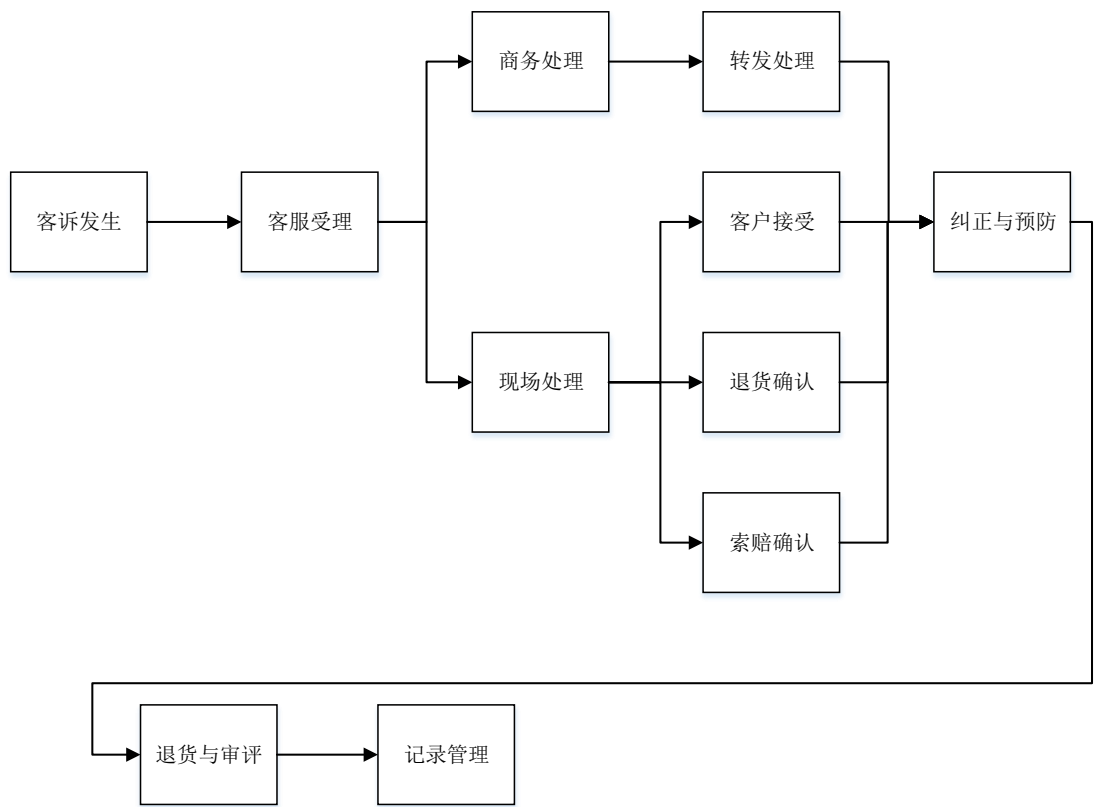 商务处理
转发处理
客诉发生
客服受理
客户接受
纠正与预防
现场处理
退货确认
索赔确认
退货与审评
记录管理